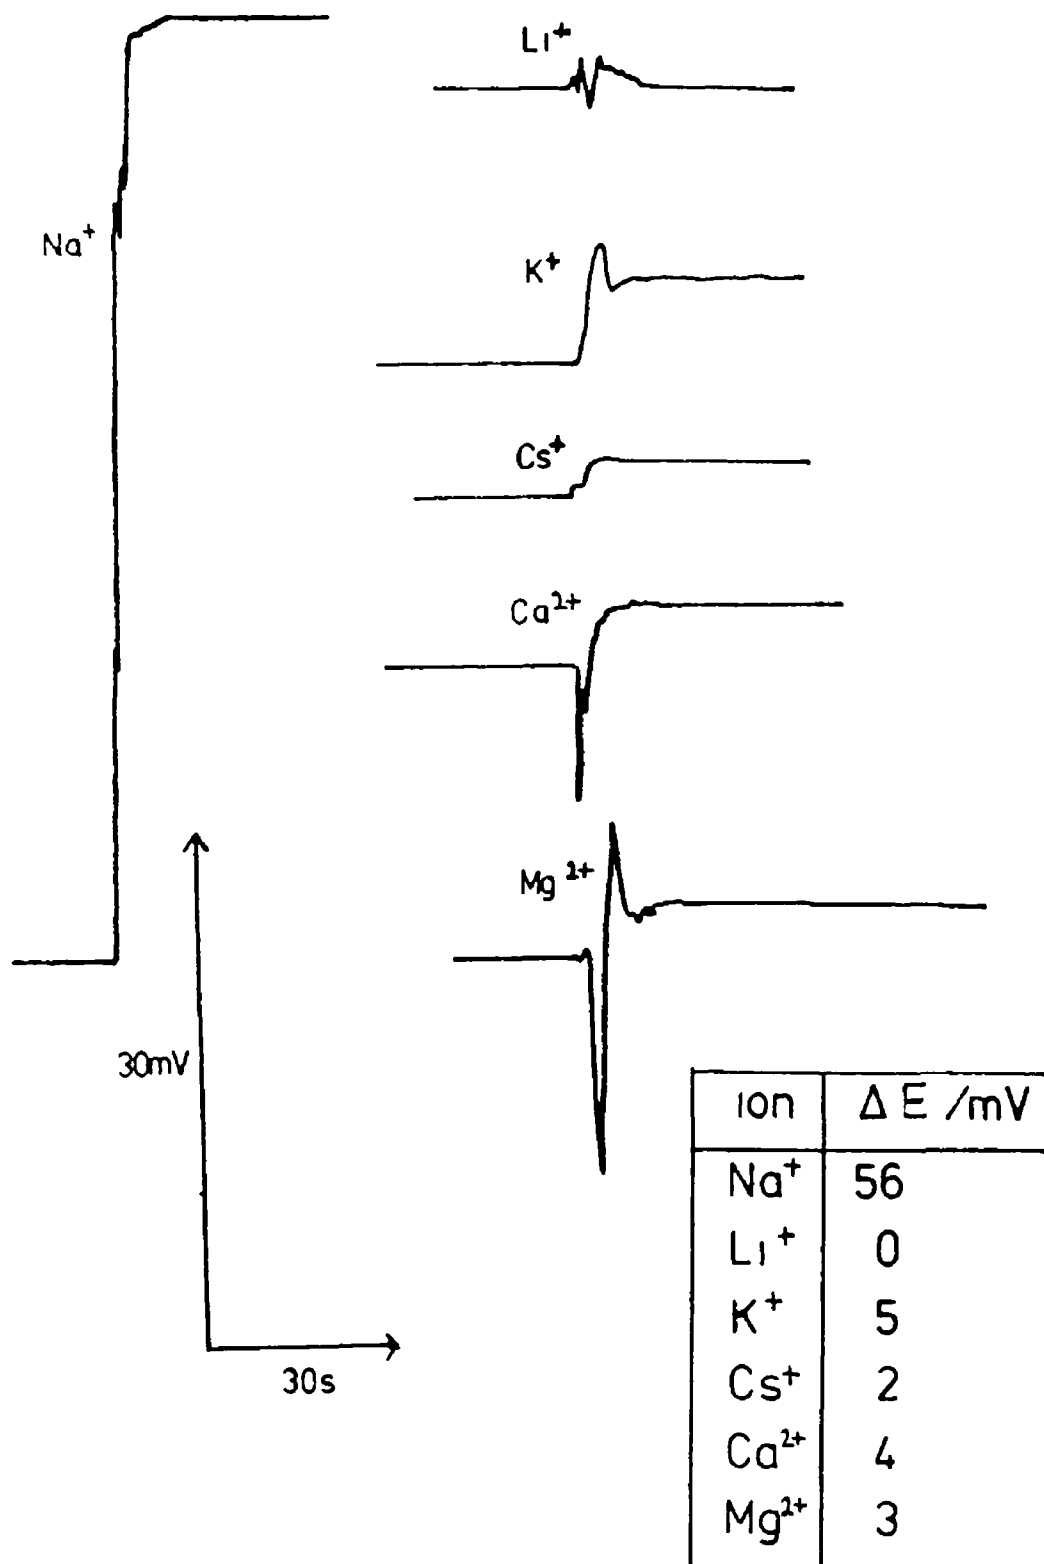 Li⁺
Na⁺
K⁺
Cs⁺
Ca²⁺
Mg²⁺
30mV
30s
ion ΔE/mV
Na⁺ 56
Li⁺ 0
K⁺ 5
Cs⁺ 2
Ca²⁺ 4
Mg²⁺ 3